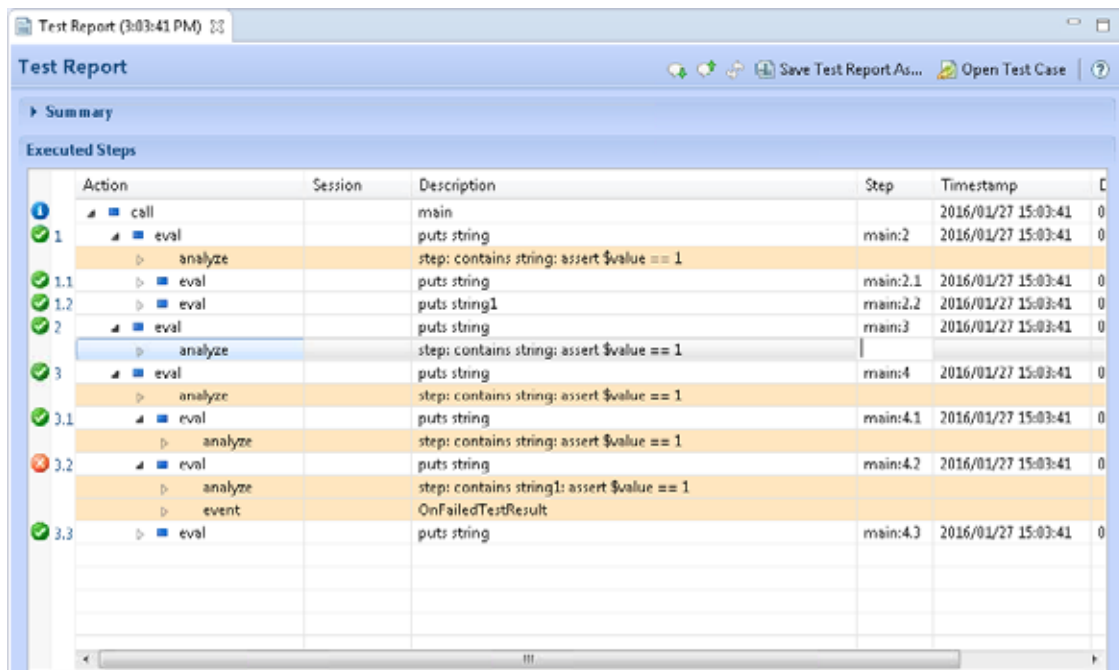 Test Report (3:03:41 PM)
Test Report Save Test Report As... Open Test Case
Summary
Executed Steps
Action Session Description Step Timestamp D
call main 2016/01/27 15:03:41 0
1 eval puts string main:2 2016/01/27 15:03:41 0
analyze step: contains string: assert $value == 1
1.1 eval puts string main:2.1 2016/01/27 15:03:41 0
1.2 eval puts string1 main:2.2 2016/01/27 15:03:41 0
2 eval puts string main:3 2016/01/27 15:03:41 0
analyze step: contains string: assert $value == 1
3 eval puts string main:4 2016/01/27 15:03:41 0
analyze step: contains string: assert $value == 1
3.1 eval puts string main:4.1 2016/01/27 15:03:41 0
analyze step: contains string: assert $value == 1
3.2 eval puts string main:4.2 2016/01/27 15:03:41 0
analyze step: contains string1: assert $value == 1
event OnFailedTestResult
3.3 eval puts string main:4.3 2016/01/27 15:03:41 0